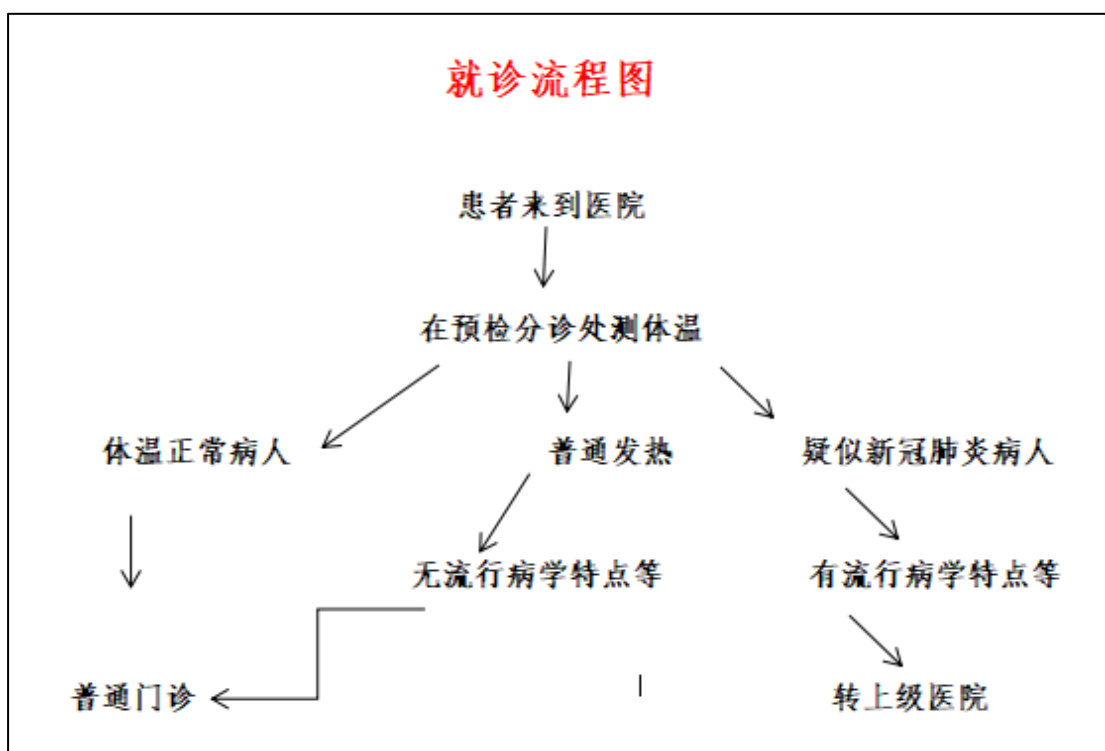 就诊流程图
患者来到医院
在预检分诊处测体温
体温正常病人
普通发热
疑似新冠肺炎病人
无流行病学特点等
有流行病学特点等
普通门诊
转上级医院